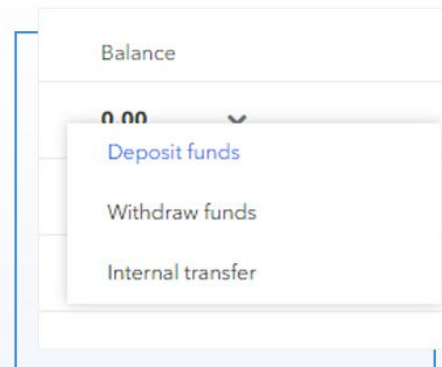 Balance
0.00
Deposit funds
Withdraw funds
Internal transfer